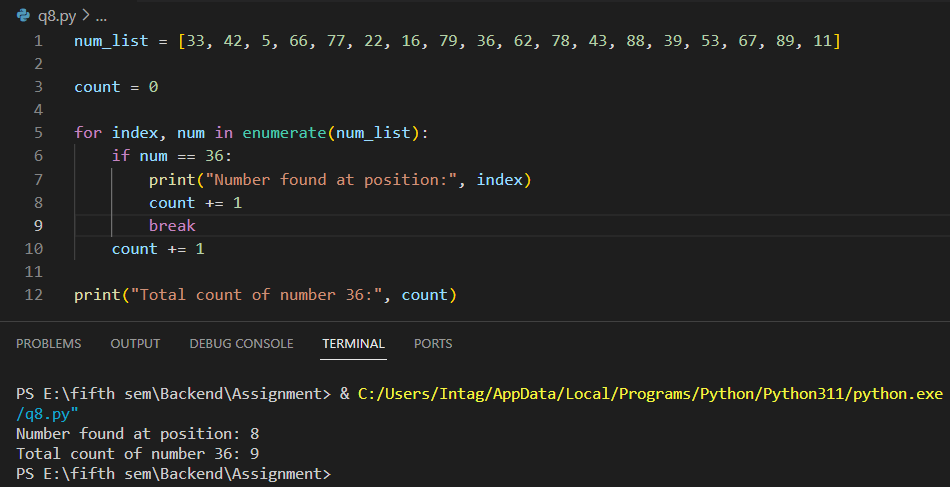 q8.py > ...
1 num_list = [33, 42, 5, 66, 77, 22, 16, 79, 36, 62, 78, 43, 88, 39, 53, 67, 89, 11]
2
3 count = 0
4
5 for index, num in enumerate(num_list):
6     if num == 36:
7         print("Number found at position:", index)
8         count += 1
9         break
10     count += 1
11
12 print("Total count of number 36:", count)
PROBLEMS OUTPUT DEBUG CONSOLE TERMINAL PORTS
PS E:\fifth sem\Backend\Assignment> & C:/Users/Intag/AppData/Local/Programs/Python/Python311/python.exe
/q8.py"
Number found at position: 8
Total count of number 36: 9
PS E:\fifth sem\Backend\Assignment>